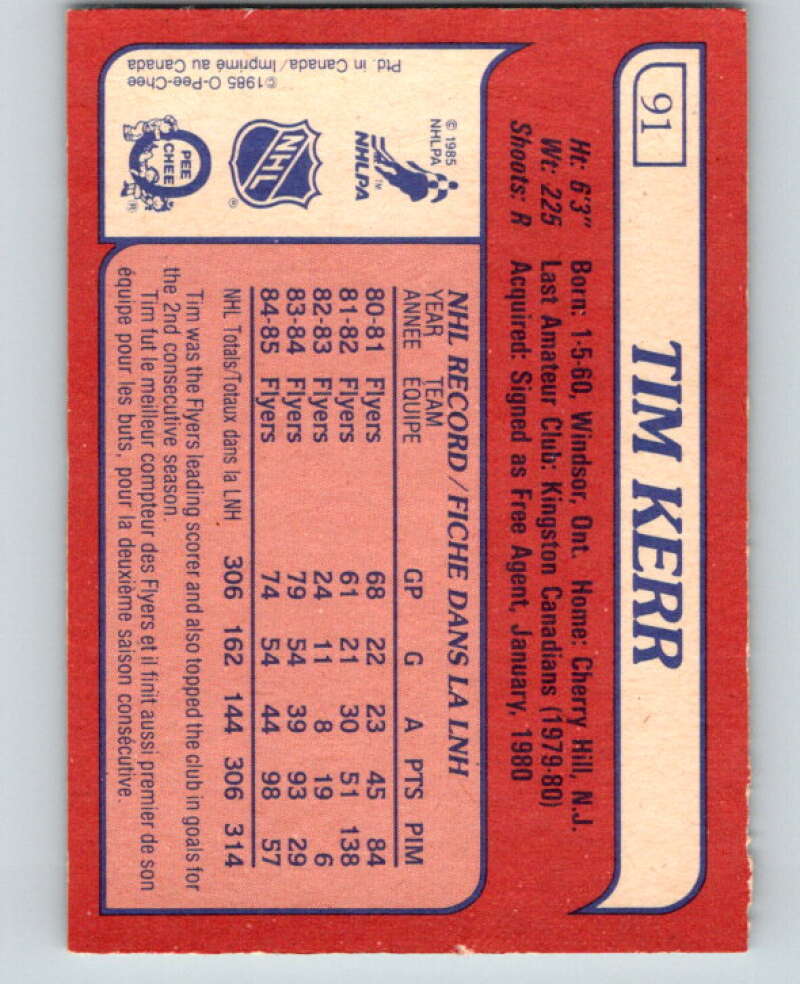 91
TIM KERR
Ht: 6'3" Born: 1-5-60, Windsor, Ont. Home: Cherry Hill, N.J.
Wt: 225 Last Amateur Club: Kingston Canadians (1979-80)
Shoots: R Acquired: Signed as Free Agent, January, 1980
© 1985
NHLPA
NHLPA™
NHL ®
O PEE CHEE ®
©1985 O-Pee-Chee
Ptd. in Canada/Imprimé au Canada
NHL RECORD/FICHE DANS LA LNH
YEAR TEAM
ANNÉE ÉQUIPE GP G A PTS PIM
80-81 Flyers 68 22 23 45 84
81-82 Flyers 61 21 30 51 138
82-83 Flyers 24 11 8 19 6
83-84 Flyers 79 54 39 93 29
84-85 Flyers 74 54 44 98 57
NHL Totals/Totaux dans la LNH 306 162 144 306 314
Tim was the Flyers leading scorer and also topped the club in goals for
the 2nd consecutive season.
Tim fut le meilleur compteur des Flyers et il finit aussi premier de son
équipe pour les buts, pour la deuxième saison consécutive.